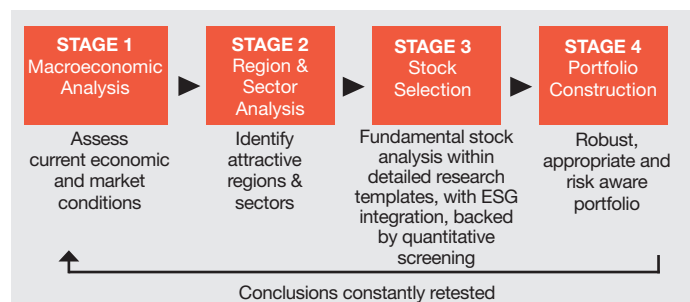 STAGE 1
Macroeconomic
Analysis
Assess
current economic
and market
conditions
STAGE 2
Region &
Sector
Analysis
Identify
attractive
regions &
sectors
STAGE 3
Stock
Selection
Fundamental stock
analysis within
detailed research
templates, with ESG
integration, backed
by quantitative
screening
STAGE 4
Portfolio
Construction
Robust,
appropriate and
risk aware
portfolio
Conclusions constantly retested